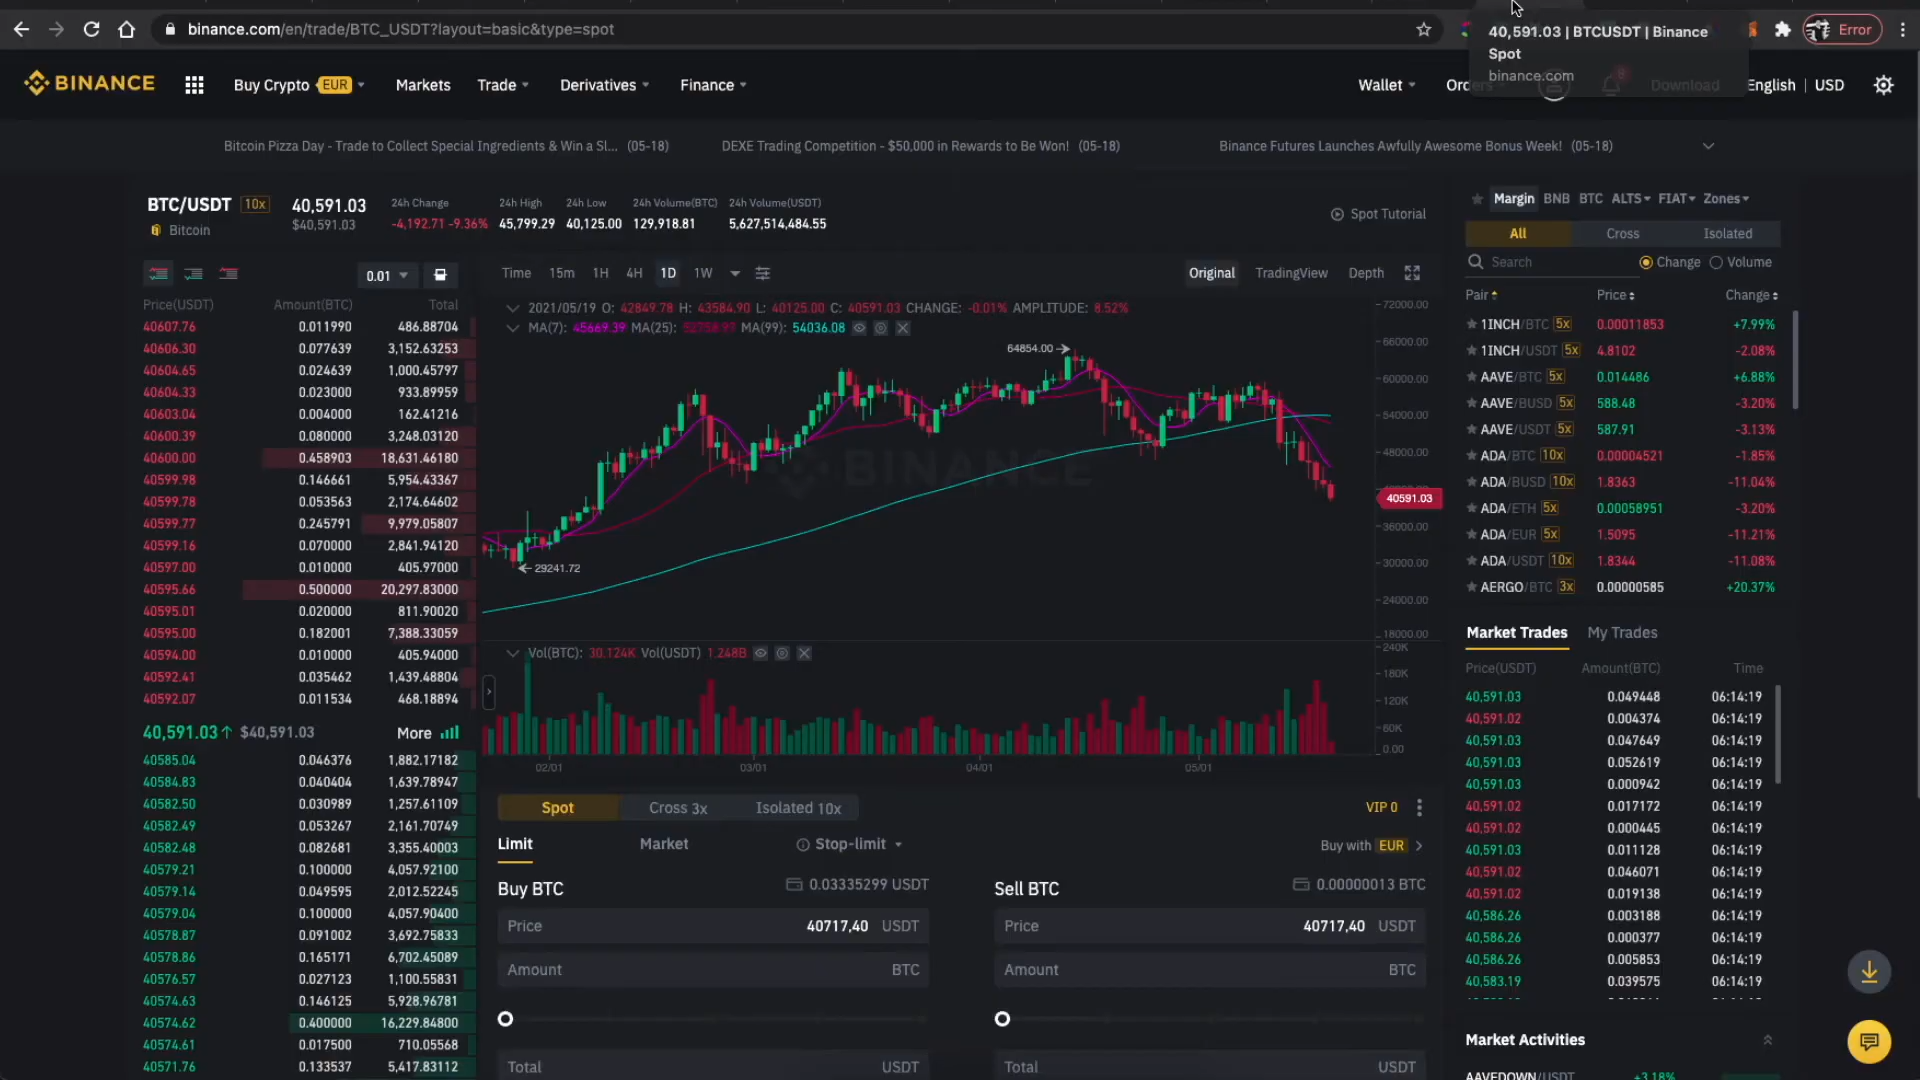 binance.com/en/trade/BTC_USDT?layout=basic&type=spot
Error
40,591.03 | BTCUSDT | Binance
Spot
binance.com
BINANCE
Buy Crypto EUR
Markets
Trade
Derivatives
Finance
Wallet
Orders
Download
English | USD
Bitcoin Pizza Day - Trade to Collect Special Ingredients & Win a Sl... (05-18)
DEXE Trading Competition - $50,000 in Rewards to Be Won! (05-18)
Binance Futures Launches Awfully Awesome Bonus Week! (05-18)
BTC/USDT 10x
Bitcoin
40,591.03
$40,591.03
24h Change
-4,192.71 -9.36%
24h High
45,799.29
24h Low
40,125.00
24h Volume(BTC)
129,918.81
24h Volume(USDT)
5,627,514,484.55
Spot Tutorial
0.01
Price(USDT) Amount(BTC) Total
40607.76 0.011990 486.88704
40606.30 0.077639 3,152.63253
40604.65 0.024639 1,000.45797
40604.33 0.023000 933.89959
40603.04 0.004000 162.41216
40600.39 0.080000 3,248.03120
40600.00 0.458903 18,631.46180
40599.98 0.146661 5,954.43367
40599.78 0.053563 2,174.64602
40599.77 0.245791 9,979.05807
40599.16 0.070000 2,841.94120
40597.00 0.010000 405.97000
40595.66 0.500000 20,297.83000
40595.01 0.020000 811.90020
40595.00 0.182001 7,388.33059
40594.00 0.010000 405.94000
40592.41 0.035462 1,439.48804
40592.07 0.011534 468.18894
40,591.03↑ $40,591.03 More
40585.04 0.046376 1,882.17182
40584.83 0.040404 1,639.78947
40582.50 0.030989 1,257.61109
40582.49 0.053267 2,161.70749
40582.48 0.082681 3,355.40003
40579.21 0.100000 4,057.92100
40579.14 0.049595 2,012.52245
40579.04 0.100000 4,057.90400
40578.87 0.091002 3,692.75833
40578.86 0.165171 6,702.45089
40576.57 0.027123 1,100.55831
40574.63 0.146125 5,928.96781
40574.62 0.400000 16,229.84800
40574.61 0.017500 710.05568
40571.76 0.133537 5,417.83112
Time 15m 1H 4H 1D 1W
Original TradingView Depth
2021/05/19 O: 42849.78 H: 43584.90 L: 40125.00 C: 40591.03 CHANGE: -0.01% AMPLITUDE: 8.52%
MA(7): 45669.39 MA(25): 52758.97 MA(99): 54036.08
64854.00
29241.72
BINANCE
72000.00
66000.00
60000.00
54000.00
48000.00
40591.03
36000.00
30000.00
24000.00
18000.00
Vol(BTC): 30.124K Vol(USDT) 1.248B
240K
180K
120K
60K
0.00
02/01 03/01 04/01 05/01
Spot Cross 3x Isolated 10x
VIP 0
Limit Market Stop-limit
Buy with EUR
Buy BTC 0.03335299 USDT
Price 40717,40 USDT
Amount BTC
Total USDT
Sell BTC 0.00000013 BTC
Price 40717,40 USDT
Amount BTC
Total USDT
Margin BNB BTC ALTS FIAT Zones
All Cross Isolated
Search
Change Volume
Pair Price Change
1INCH/BTC 5x 0.00011853 +7.99%
1INCH/USDT 5x 4.8102 -2.08%
AAVE/BTC 5x 0.014486 +6.88%
AAVE/BUSD 5x 588.48 -3.20%
AAVE/USDT 5x 587.91 -3.13%
ADA/BTC 10x 0.00004521 -1.85%
ADA/BUSD 10x 1.8363 -11.04%
ADA/ETH 5x 0.00058951 -3.20%
ADA/EUR 5x 1.5095 -11.21%
ADA/USDT 10x 1.8344 -11.08%
AERGO/BTC 3x 0.00000585 +20.37%
Market Trades My Trades
Price(USDT) Amount(BTC) Time
40,591.03 0.049448 06:14:19
40,591.02 0.004374 06:14:19
40,591.03 0.047649 06:14:19
40,591.03 0.052619 06:14:19
40,591.03 0.000942 06:14:19
40,591.02 0.017172 06:14:19
40,591.02 0.000445 06:14:19
40,591.03 0.011128 06:14:19
40,591.02 0.046071 06:14:19
40,591.02 0.019138 06:14:19
40,586.26 0.003188 06:14:19
40,586.26 0.000377 06:14:19
40,586.26 0.005853 06:14:19
40,583.19 0.039575 06:14:19
Market Activities
AAVEDOWN/USDT +3.18%